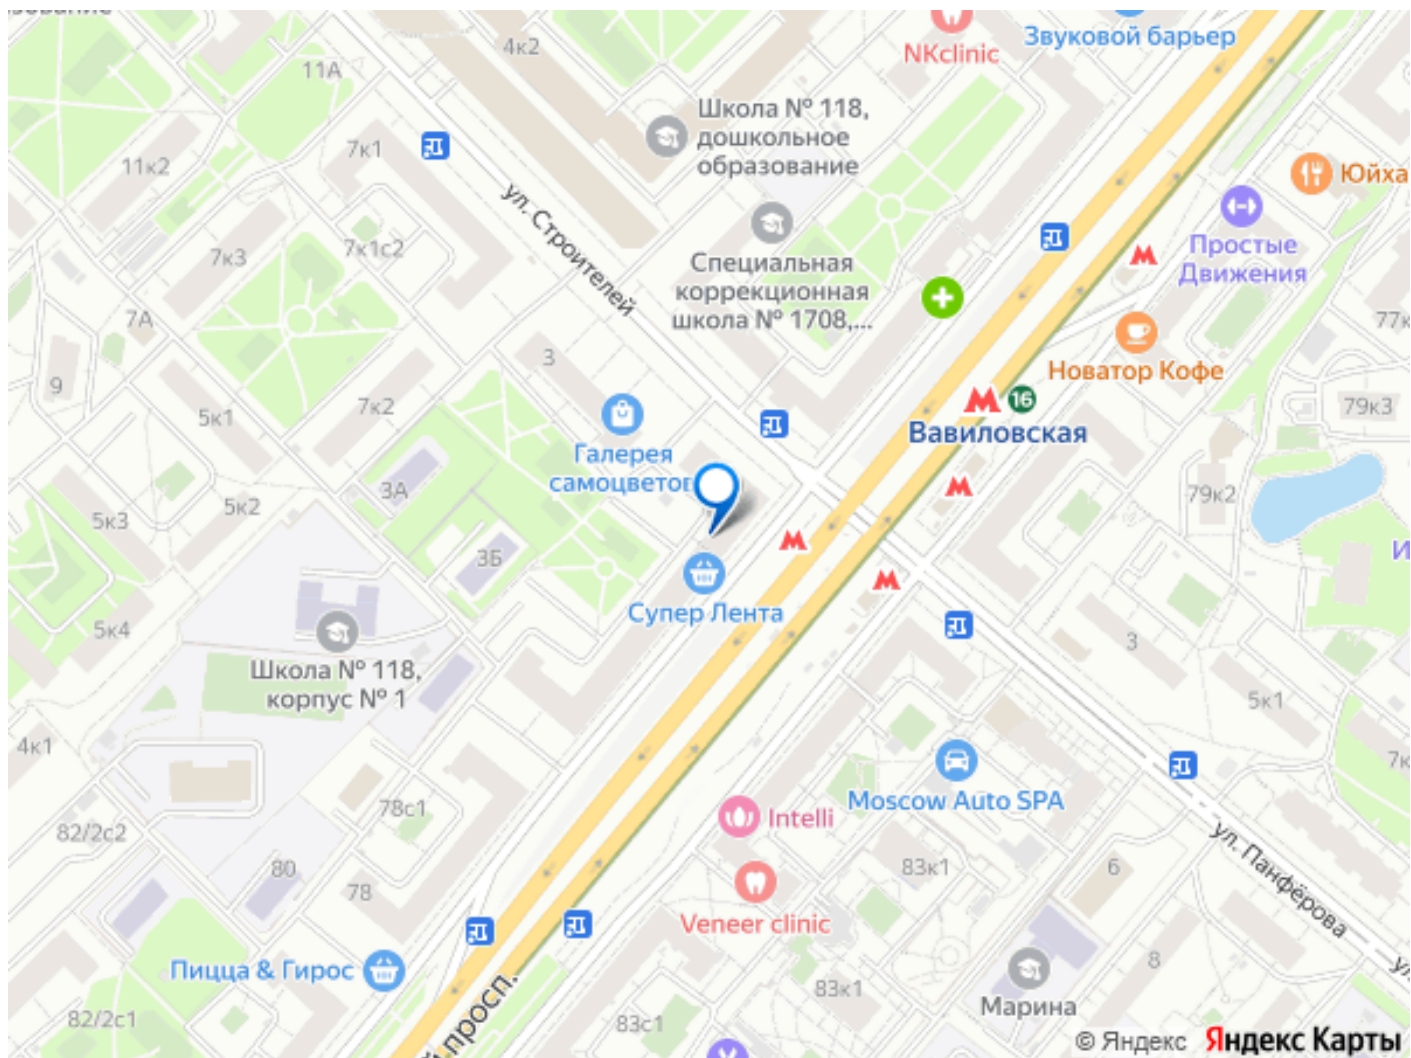 4к2
NKclinic
Звуковой барьер
11А
Школа № 118,
дошкольное
образование
7к1
11к2
Юйха
ул. Строителей
7к1с2
7к3
Специальная
коррекционная
школа № 1708,...
Простые
Движения
7А
77к
3
Новатор Кофе
9
7к2
5к1
16
Вавиловская
79к3
Галерея
самоцветов
3А
79к2
5к2
5к3
3Б
И
Супер Лента
5к4
3
Школа № 118,
корпус № 1
5к1
4к1
7к
78с1
Moscow Auto SPA
Intelli
82/2с2
ул. Панфёрова
80
83к1
6
78
Veneer clinic
Пицца & Гирос
8
ул.
83к1
Марина
82/2с1
83с1
й просп.
© Яндекс Яндекс Карты